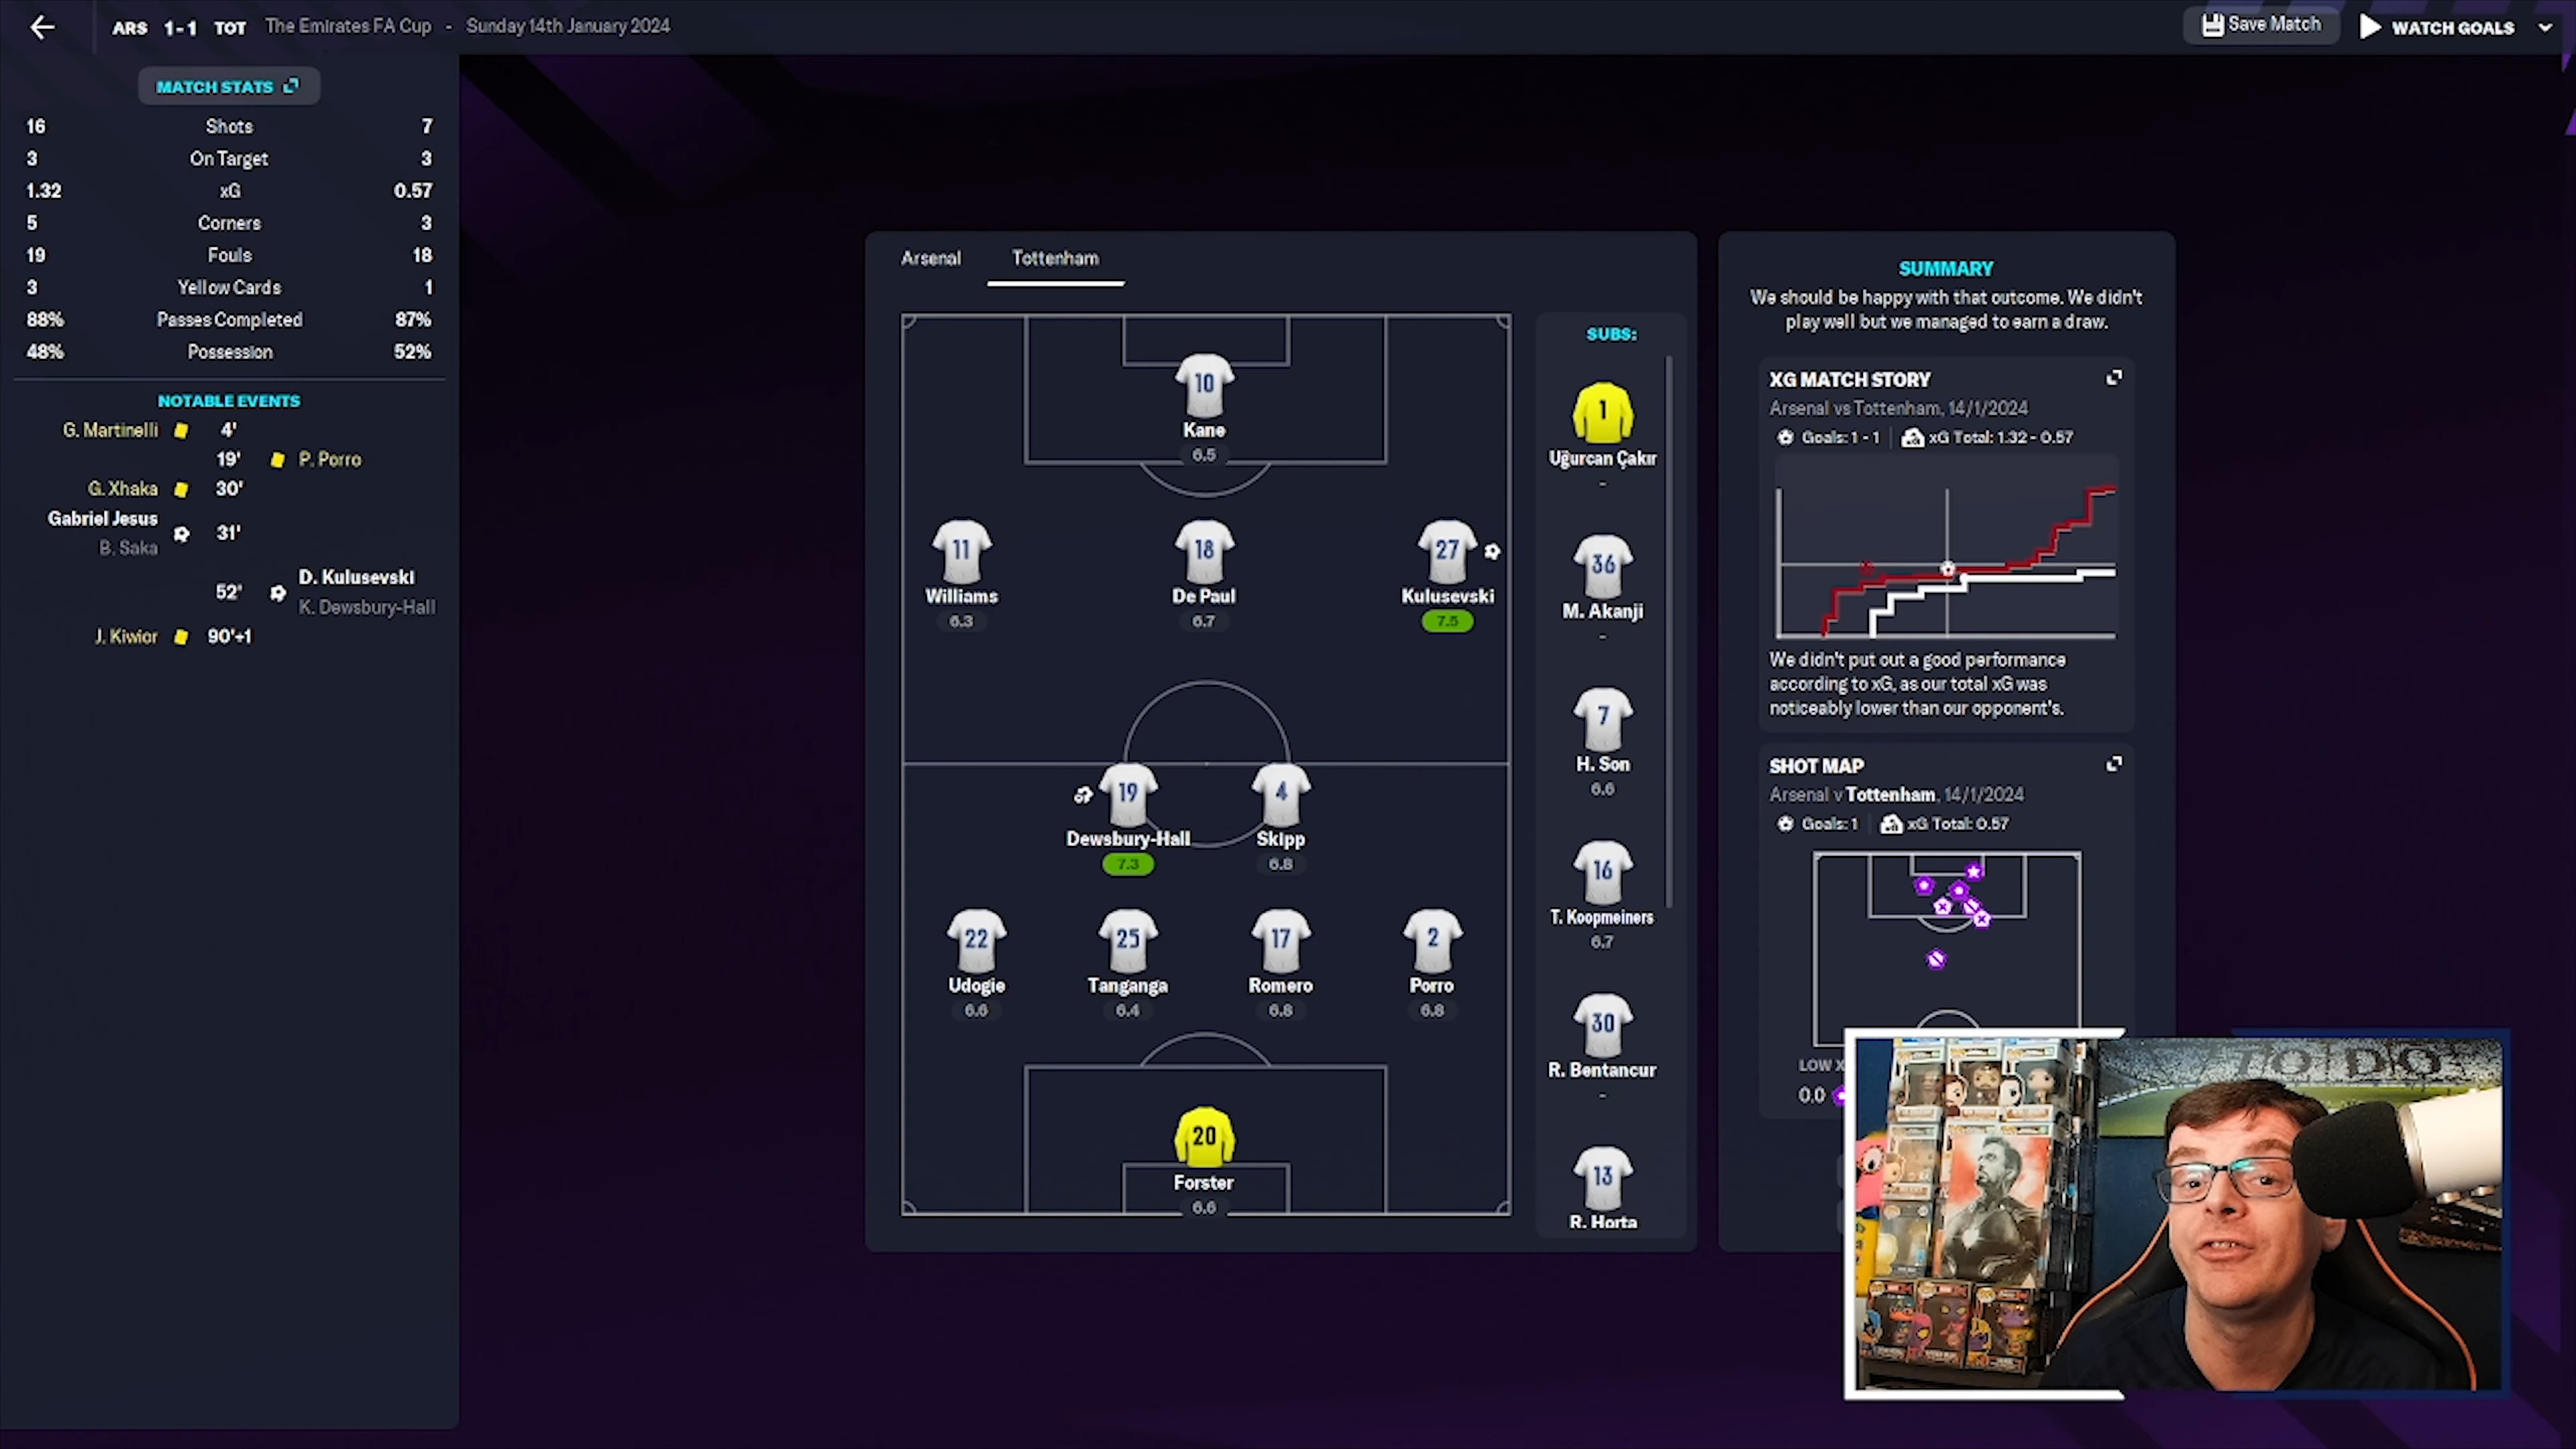 ARS 1-1 TOT The Emirates FA Cup - Sunday 14th January 2024
Save Match
WATCH GOALS
MATCH STATS
16 Shots 7
3 On Target 3
1.32 xG 0.57
5 Corners 3
19 Fouls 18
3 Yellow Cards 1
88% Passes Completed 87%
48% Possession 52%
NOTABLE EVENTS
G. Martinelli 4'
19' P. Porro
G. Xhaka 30'
Gabriel Jesus 31'
B. Saka
52' D. Kulusevski
K. Dewsbury-Hall
J. Kiwior 90'+1
Arsenal Tottenham
10
Kane
6.5
11 18 27
Williams De Paul Kulusevski
6.3 6.7 7.5
19 4
Dewsbury-Hall Skipp
7.3 6.8
22 25 17 2
Udogie Tanganga Romero Porro
6.6 6.4 6.8 6.8
20
Forster
6.6
SUBS:
1
Uğurcan Çakır
-
36
M. Akanji
-
7
H. Son
6.6
16
T. Koopmeiners
6.7
30
R. Bentancur
-
13
R. Horta
SUMMARY
We should be happy with that outcome. We didn't
play well but we managed to earn a draw.
XG MATCH STORY
Arsenal vs Tottenham, 14/1/2024
Goals: 1 - 1 xG Total: 1.32 - 0.57
We didn't put out a good performance
according to xG, as our total xG was
noticeably lower than our opponent's.
SHOT MAP
Arsenal v Tottenham, 14/1/2024
Goals: 1 xG Total: 0.57
LOW X
0.0
TO DO